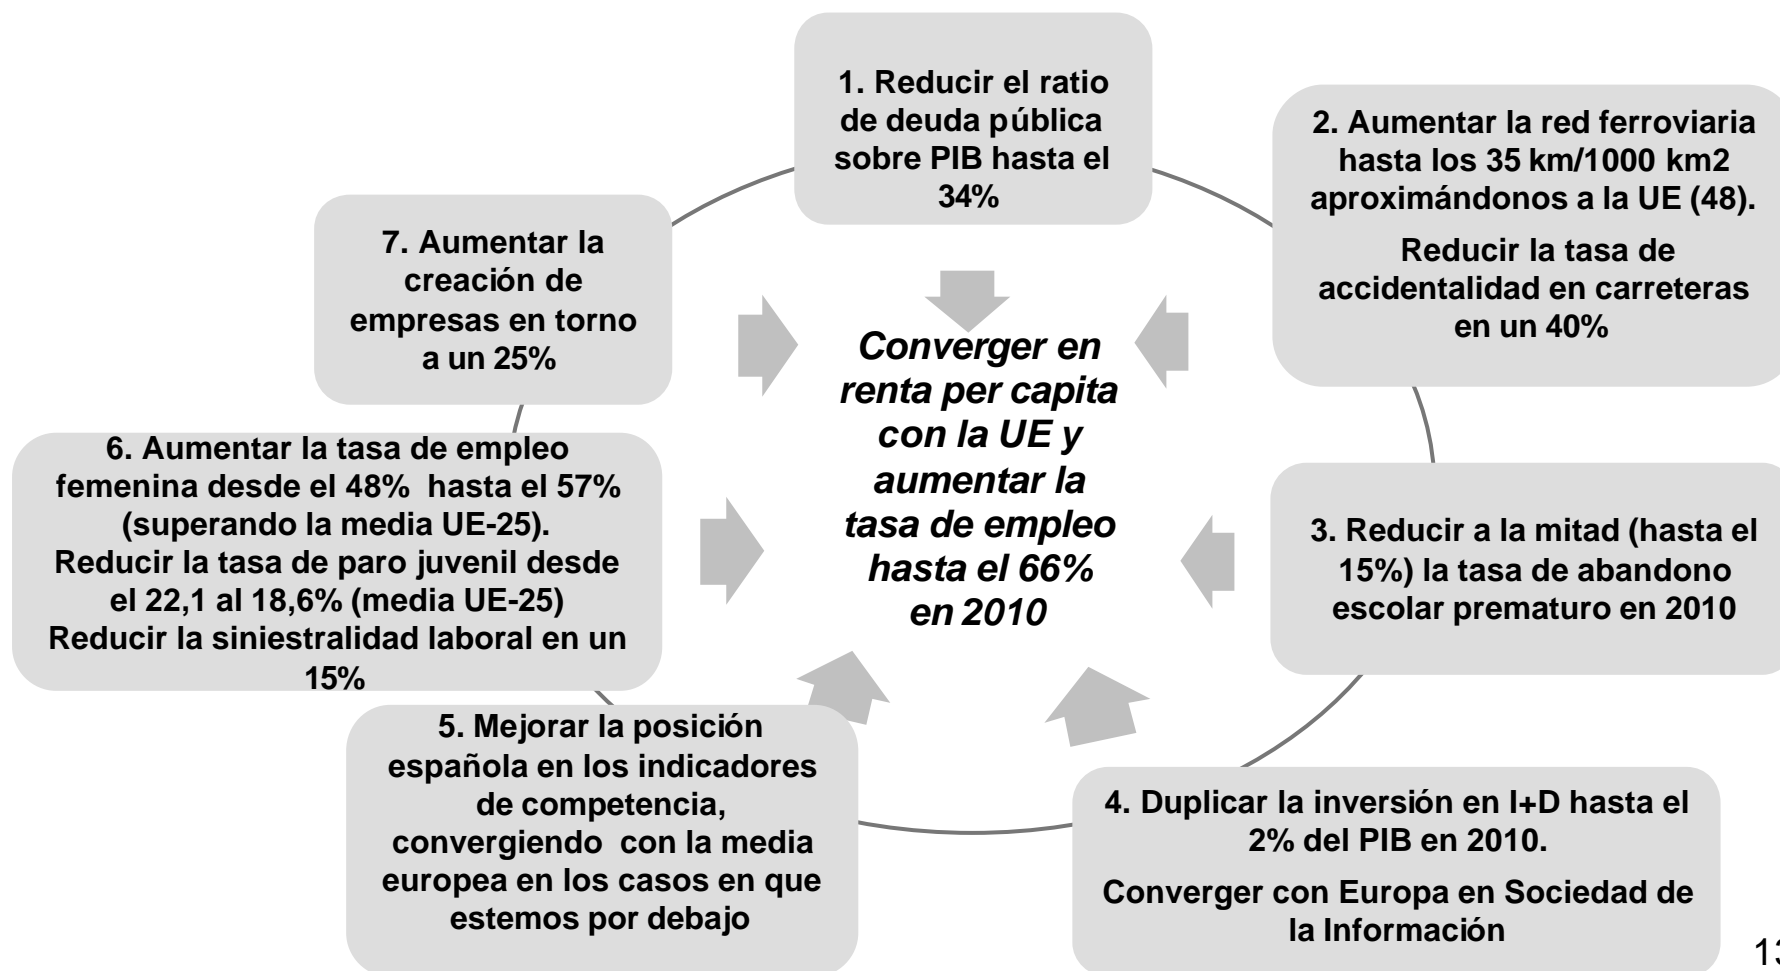 1. Reducir el ratio
de deuda pública
sobre PIB hasta el
34%
2. Aumentar la red ferroviaria
hasta los 35 km/1000 km2
aproximándonos a la UE (48).
Reducir la tasa de
accidentalidad en carreteras
en un 40%
3. Reducir a la mitad (hasta el
15%) la tasa de abandono
escolar prematuro en 2010
4. Duplicar la inversión en I+D hasta el
2% del PIB en 2010.
Converger con Europa en Sociedad de
la Información
5. Mejorar la posición
española en los indicadores
de competencia,
convergiendo con la media
europea en los casos en que
estemos por debajo
6. Aumentar la tasa de empleo
femenina desde el 48% hasta el 57%
(superando la media UE-25).
Reducir la tasa de paro juvenil desde
el 22,1 al 18,6% (media UE-25)
Reducir la siniestralidad laboral en un
15%
7. Aumentar la
creación de
empresas en torno
a un 25%
Converger en
renta per capita
con la UE y
aumentar la
tasa de empleo
hasta el 66%
en 2010
13